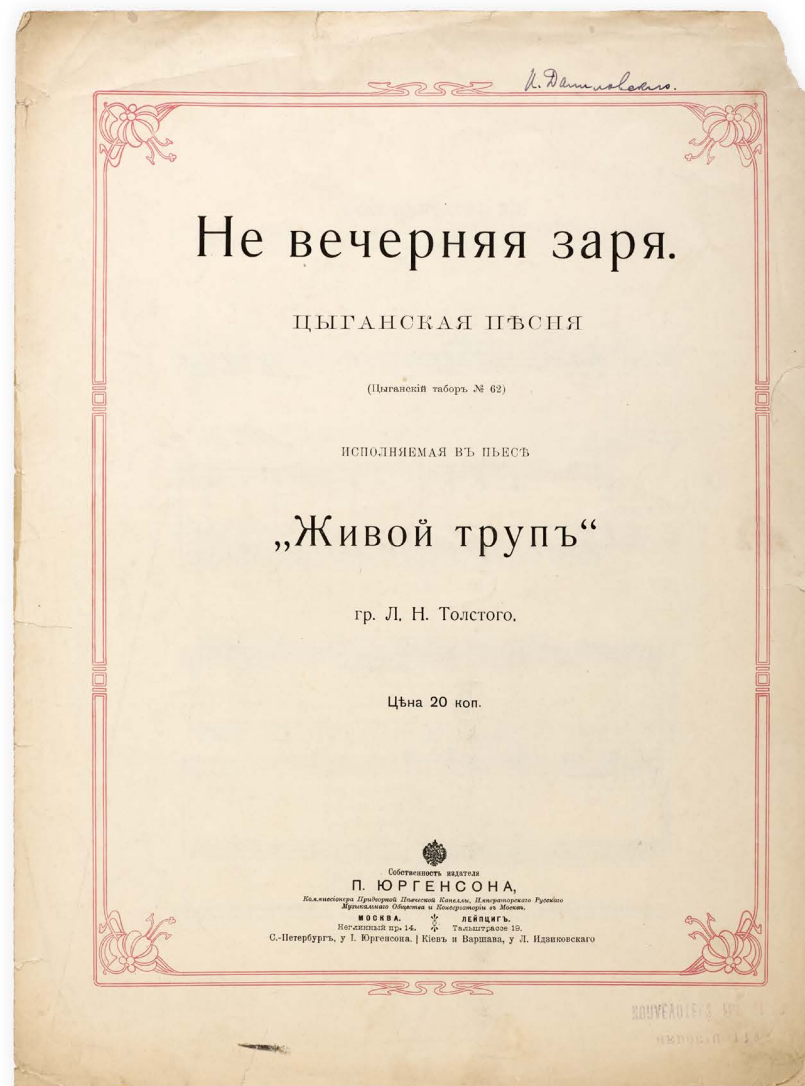 Не вечерняя заря.
ЦЫГАНСКАЯ ПѢСНЯ
(Цыганскій таборъ № 62)
ИСПОЛНЯЕМАЯ ВЪ ПЬЕСѢ
„Живой трупъ“
гр. Л. Н. Толстого.
Цѣна 20 коп.
Собственность издателя
П. ЮРГЕНСОНА,
Коммиссіонера Придворной Пѣвческой Капеллы, Императорскаго Русскаго
Музыкальнаго Общества и Консерваторіи въ Москвѣ.
МОСКВА. ЛЕЙПЦИГЪ.
Неглинный пр. 14. Тальштрассе 19.
С.-Петербургъ, у І. Юргенсона. | Кіевъ и Варшава, у Л. Идзиковскаго